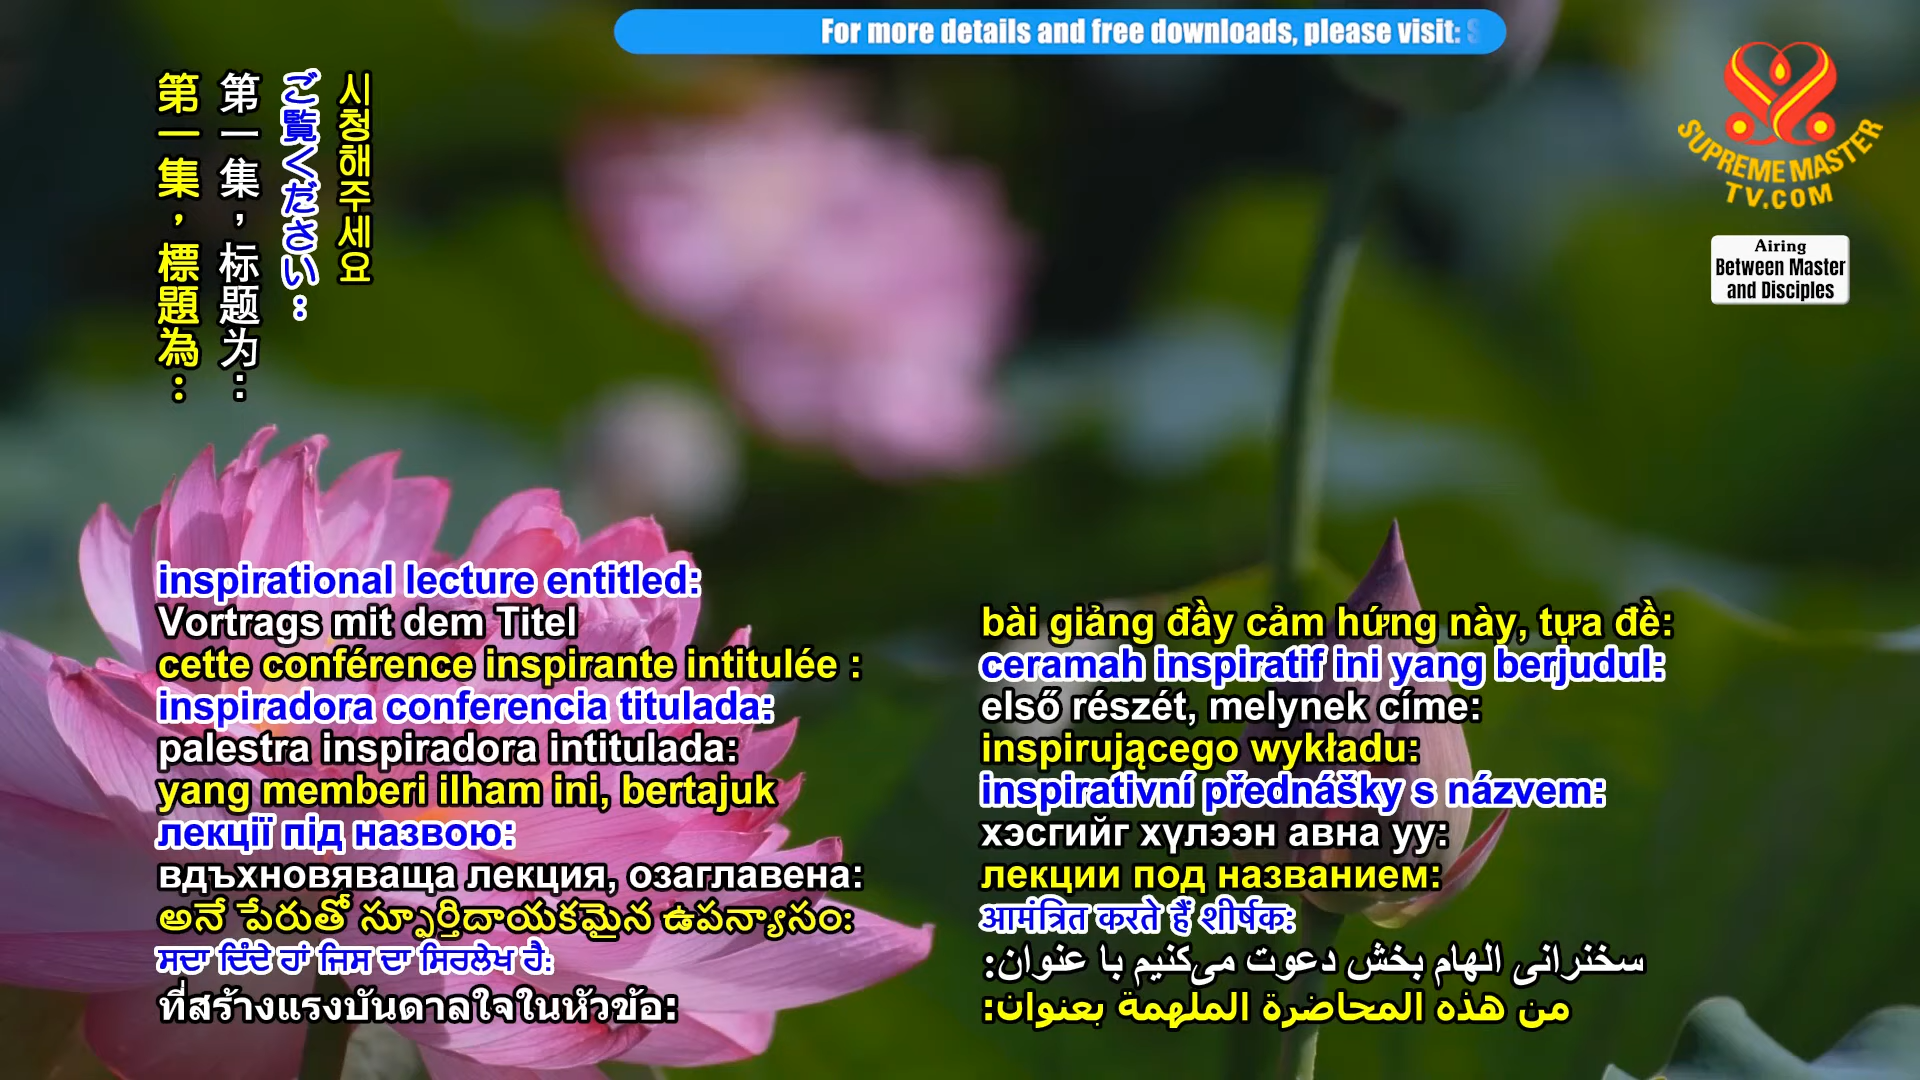 For more details and free downloads, please visit:
SUPREME MASTER
TV.COM
Airing
Between Master
and Disciples
시청해주세요
ご覧ください：
第一集，标题为：
第一集，標題為：
inspirational lecture entitled:
Vortrags mit dem Titel
cette conférence inspirante intitulée :
inspiradora conferencia titulada:
palestra inspiradora intitulada:
yang memberi ilham ini, bertajuk
лекції під назвою:
вдъхновяваща лекция, озаглавена:
అనే పేరుతో స్ఫూర్తిదాయకమైన ఉపన్యాసం:
ਸਦਾ ਦਿੰਦੇ ਹਾਂ ਜਿਸ ਦਾ ਸਿਰਲੇਖ ਹੈ:
ที่สร้างแรงบันดาลใจในหัวข้อ:
bài giảng đầy cảm hứng này, tựa đề:
ceramah inspiratif ini yang berjudul:
első részét, melynek címe:
inspirującego wykładu:
inspirativní přednášky s názvem:
хэсгийг хүлээн авна уу:
лекции под названием:
आमंत्रित करते हैं शीर्षक:
سخنرانی الهام بخش دعوت می‌کنیم با عنوان:
من هذه المحاضرة الملهمة بعنوان: